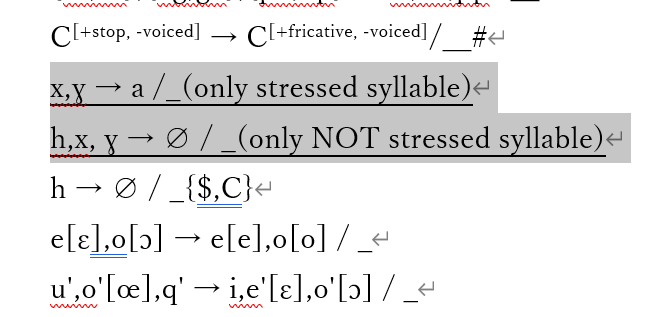 C[+stop, -voiced] → C[+fricative, -voiced]/__#↵
x,ɣ → a /_(only stressed syllable)↵
h,x, ɣ → ∅ / _(only NOT stressed syllable)↵
h → ∅ / _{$,C}↵
e[ɛ],o[ɔ] → e[e],o[o] / _↵
u',o'[œ],q' → i,e'[ɛ],o'[ɔ] / _↵